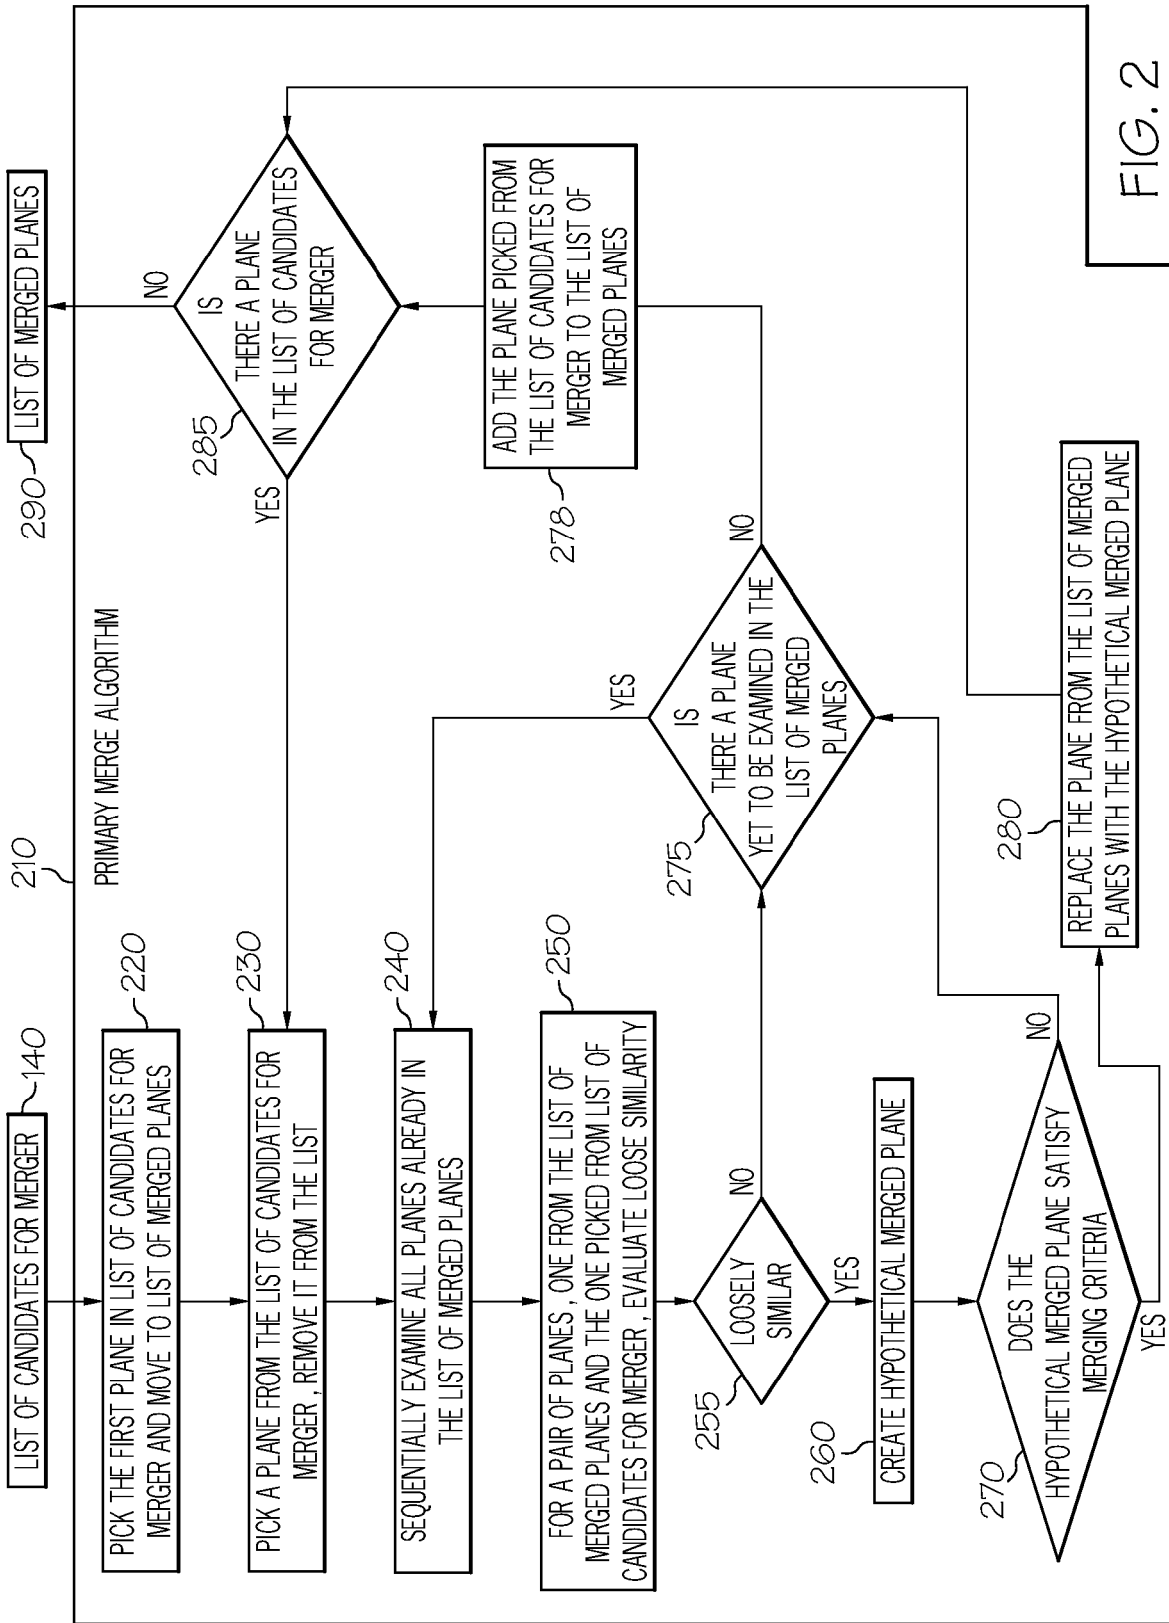 LIST OF CANDIDATES FOR MERGER
140
210
PRIMARY MERGE ALGORITHM
290
LIST OF MERGED PLANES
PICK THE FIRST PLANE IN LIST OF CANDIDATES FOR
MERGER AND MOVE TO LIST OF MERGED PLANES
220
PICK A PLANE FROM THE LIST OF CANDIDATES FOR
MERGER , REMOVE IT FROM THE LIST
230
SEQUENTIALLY EXAMINE ALL PLANES ALREADY IN
THE LIST OF MERGED PLANES
240
FOR A PAIR OF PLANES , ONE FROM THE LIST OF
MERGED PLANES AND THE ONE PICKED FROM LIST OF
CANDIDATES FOR MERGER , EVALUATE LOOSE SIMILARITY
250
255
LOOSELY
SIMILAR
NO
YES
260
CREATE HYPOTHETICAL MERGED PLANE
270
DOES THE
HYPOTHETICAL MERGED PLANE SATISFY
MERGING CRITERIA
NO
YES
275
IS
THERE A PLANE
YET TO BE EXAMINED IN THE
LIST OF MERGED
PLANES
YES
NO
278
ADD THE PLANE PICKED FROM
THE LIST OF CANDIDATES FOR
MERGER TO THE LIST OF
MERGED PLANES
280
REPLACE THE PLANE FROM THE LIST OF MERGED
PLANES WITH THE HYPOTHETICAL MERGED PLANE
285
IS
THERE A PLANE
IN THE LIST OF CANDIDATES
FOR MERGER
YES
NO
FIG. 2